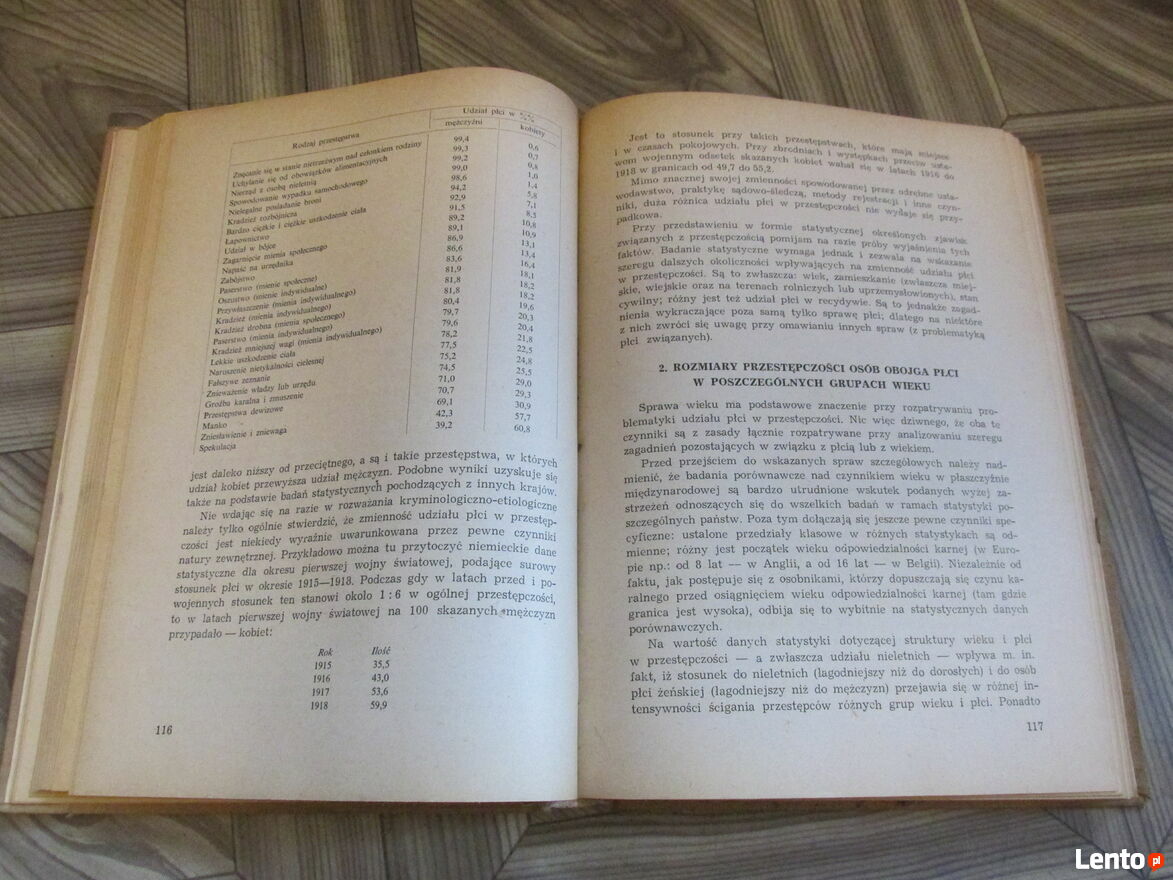 Rodzaj przestępstwa Udział płci w %%
mężczyźni kobiety
Znęcanie się w stanie nietrzeźwym nad członkiem rodziny 99,4 0,6
Uchylanie się od obowiązków alimentacyjnych 99,3 0,7
Nierząd z osobą nieletnią 99,2 0,8
Spowodowanie wypadku samochodowego 99,0 1,0
Nielegalne posiadanie broni 98,6 1,4
Kradzież rozbójnicza 94,2 5,8
Bardzo ciężkie i ciężkie uszkodzenie ciała 92,9 7,1
Łapownictwo 91,5 8,5
Udział w bójce 89,2 10,8
Zagarnięcie mienia społecznego 89,1 10,9
Napaść na urzędnika 86,9 13,1
Zabójstwo 86,6 13,4
Paserstwo (mienie społeczne) 83,6 16,4
Oszustwo (mienie indywidualne) 81,9 18,1
Przywłaszczenie (mienia indywidualnego) 81,8 18,2
Kradzież (mienia indywidualnego) 81,8 18,2
Kradzież drobna (mienia społecznego) 80,4 19,6
Paserstwo (mienia indywidualnego) 79,7 20,3
Kradzież mniejszej wagi (mienia indywidualnego) 79,6 20,4
Lekkie uszkodzenie ciała 78,2 21,8
Naruszenie nietykalności cielesnej 77,5 22,5
Fałszywe zeznanie 75,2 24,8
Znieważenie władzy lub urzędu 74,5 25,5
Groźba karalna i zmuszenie 71,0 29,0
Przestępstwa dewizowe 70,7 29,3
Manko 69,1 30,9
Zniesławienie i zniewaga 42,3 57,7
Spekulacja 39,2 60,8
jest daleko niższy od przeciętnego, a są i takie przestępstwa, w których
udział kobiet przewyższa udział mężczyzn. Podobne wyniki uzyskuje się
także na podstawie badań statystycznych pochodzących z innych krajów.
Nie wdając się na razie w rozważania kryminologiczno-etiologiczne
należy tylko ogólnie stwierdzić, że zmienność udziału płci w przestęp-
czości jest niekiedy wyraźnie uwarunkowana przez pewne czynniki
natury zewnętrznej. Przykładowo można tu przytoczyć niemieckie dane
statystyczne dla okresu pierwszej wojny światowej, podające surowy
stosunek płci w okresie 1915—1918. Podczas gdy w latach przed i po-
wojennych stosunek ten stanowi około 1 : 6 w ogólnej przestępczości,
to w latach pierwszej wojny światowej na 100 skazanych mężczyzn
przypadało — kobiet:
Rok Ilość
1915 35,5
1916 43,0
1917 53,6
1918 59,9
116
Jest to stosunek przy takich przestępstwach, które mają miejsce
i w czasach pokojowych. Przy zbrodniach i występkach przeciw usta-
wom wojennym odsetek skazanych kobiet wahał się w latach 1916 do
1918 w granicach od 49,7 do 55,2.
Mimo znacznej swojej zmienności spowodowanej przez odrębne usta-
wodawstwo, praktykę sądowo-śledczą, metody rejestracji i inne czyn-
niki, duża różnica udziału płci w przestępczości nie wydaje się przy-
padkowa.
Przy przedstawieniu w formie statystycznej określonych zjawisk
związanych z przestępczością pomijam na razie próby wyjaśnienia tych
faktów. Badanie statystyczne wymaga jednak i zezwala na wskazanie
szeregu dalszych okoliczności wpływających na zmienność udziału płci
w przestępczości. Są to zwłaszcza: wiek, zamieszkanie (zwłaszcza miej-
skie, wiejskie oraz na terenach rolniczych lub uprzemysłowionych), stan
cywilny; różny jest też udział płci w recydywie. Są to jednakże zagad-
nienia wykraczające poza samą tylko sprawę płci; dlatego na niektóre
z nich zwróci się uwagę przy omawianiu innych spraw (z problematyką
płci związanych).
2. ROZMIARY PRZESTĘPCZOŚCI OSÓB OBOJGA PŁCI
W POSZCZEGÓLNYCH GRUPACH WIEKU
Sprawa wieku ma podstawowe znaczenie przy rozpatrywaniu pro-
blematyki udziału płci w przestępczości. Nic więc dziwnego, że oba te
czynniki są z zasady łącznie rozpatrywane przy analizowaniu szeregu
zagadnień pozostających w związku z płcią lub z wiekiem.
Przed przejściem do wskazanych spraw szczegółowych należy nad-
mienić, że badania porównawcze nad czynnikiem wieku w płaszczyźnie
międzynarodowej są bardzo utrudnione wskutek podanych wyżej za-
strzeżeń odnoszących się do wszelkich badań w ramach statystyki po-
szczególnych państw. Poza tym dołączają się jeszcze pewne czynniki spe-
cyficzne: ustalone przedziały klasowe w różnych statystykach są od-
mienne; różny jest początek wieku odpowiedzialności karnej (w Euro-
pie np.: od 8 lat — w Anglii, a od 16 lat — w Belgii). Niezależnie od
faktu, jak postępuje się z osobnikami, którzy dopuszczają się czynu ka-
ralnego przed osiągnięciem wieku odpowiedzialności karnej (tam gdzie
granica jest wysoka), odbija się to wybitnie na statystycznych danych
porównawczych.
Na wartość danych statystyki dotyczącej struktury wieku i płci
w przestępczości — a zwłaszcza udziału nieletnich — wpływa m. in.
fakt, iż stosunek do nieletnich (łagodniejszy niż do dorosłych) i do osób
płci żeńskiej (łagodniejszy niż do mężczyzn) przejawia się w różnej in-
tensywności ścigania przestępców różnych grup wieku i płci. Ponadto
117
Lento pl